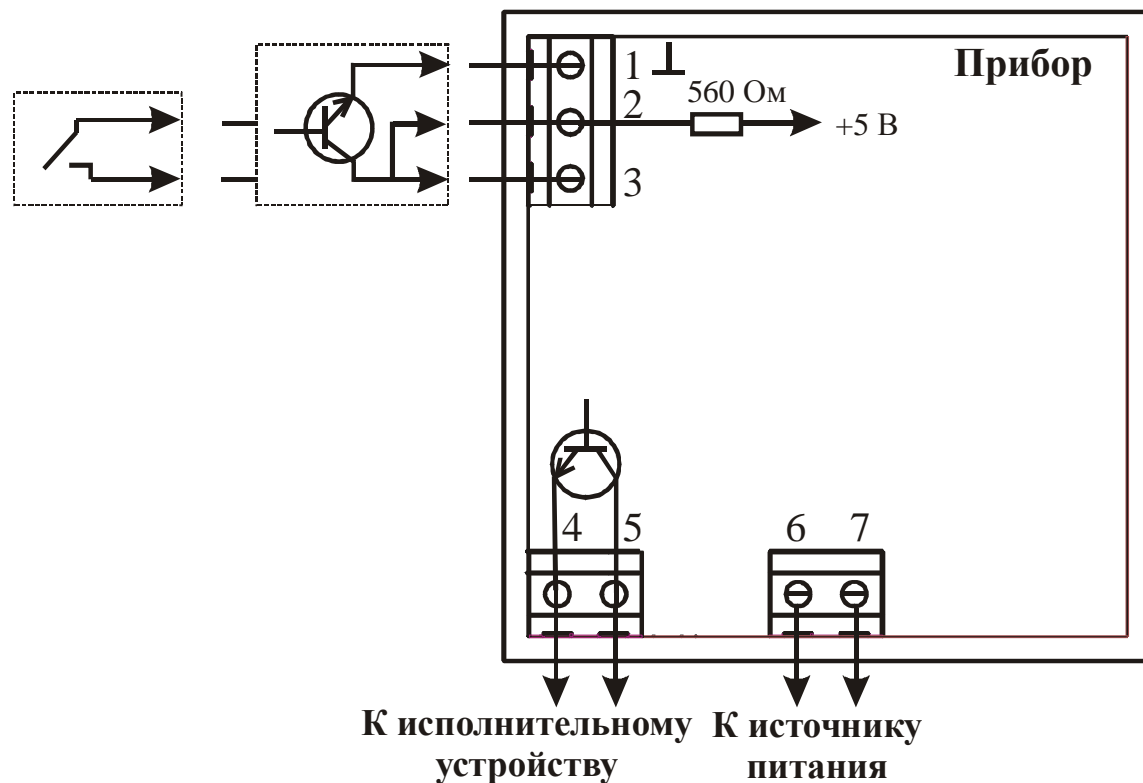 Прибор
1
2
560 Ом
+5 В
3
4 5
6 7
К исполнительному
устройству
К источнику
питания